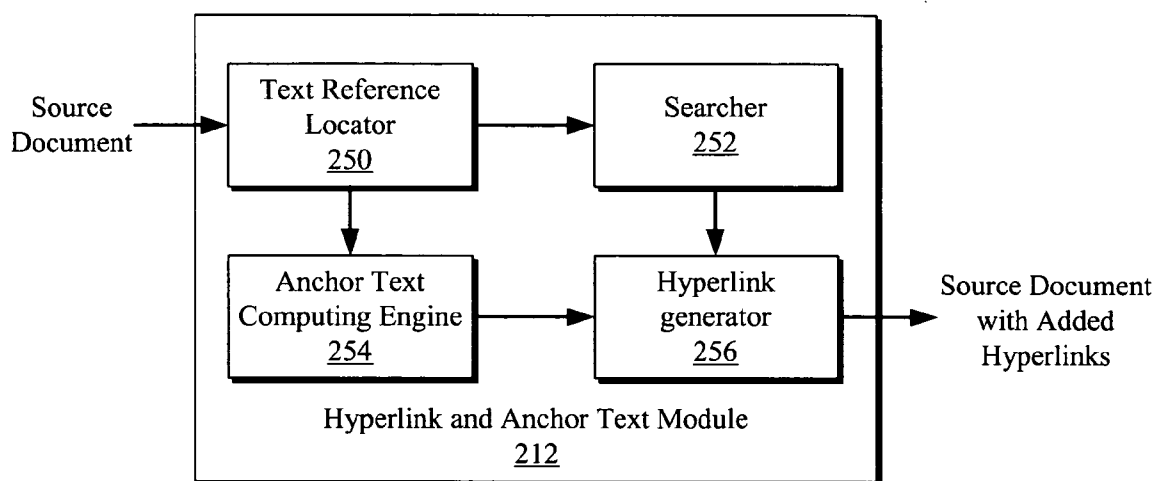 Source
Document
Text Reference
Locator
250
Searcher
252
Anchor Text
Computing Engine
254
Hyperlink
generator
256
Source Document
with Added
Hyperlinks
Hyperlink and Anchor Text Module
212